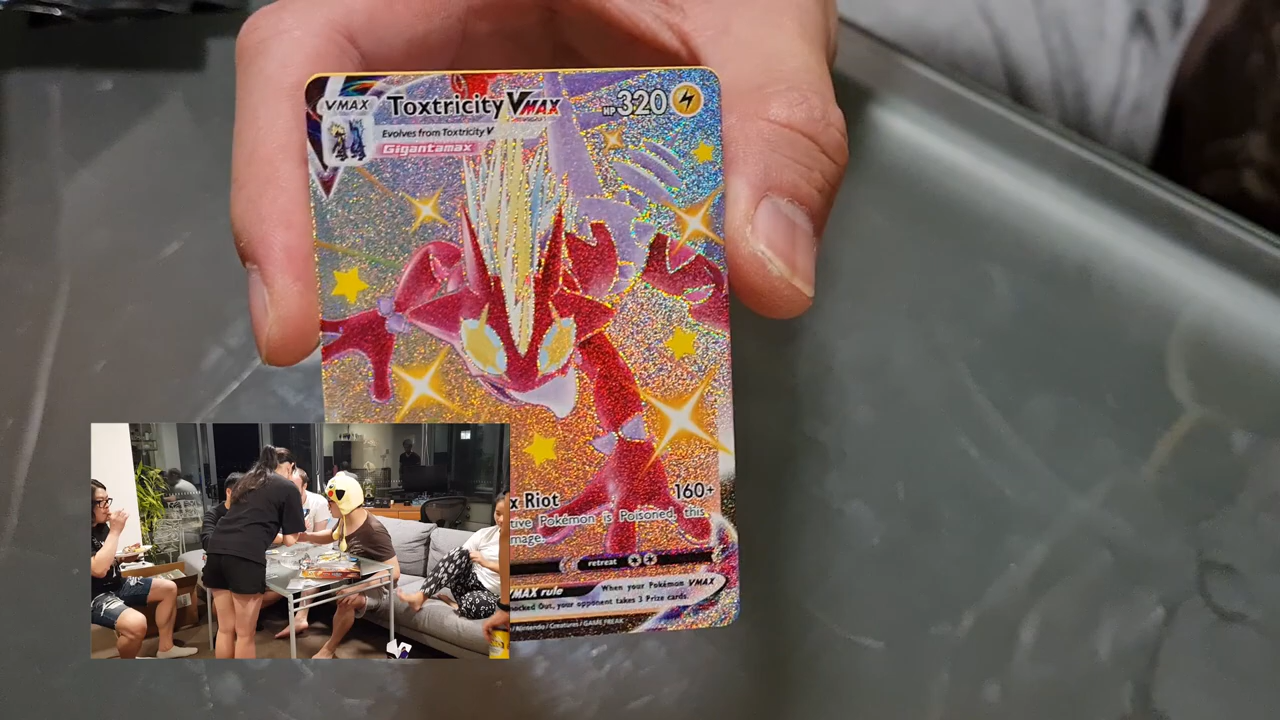 VMAX Toxtricity VMAX HP 320
Evolves from Toxtricity V
Gigantamax
x Riot 160+
tive Pokémon is Poisoned, this
mage.
retreat
VMAX rule When your Pokémon VMAX
nocked Out, your opponent takes 3 Prize cards.
/ Nintendo / Creatures / GAME FREAK